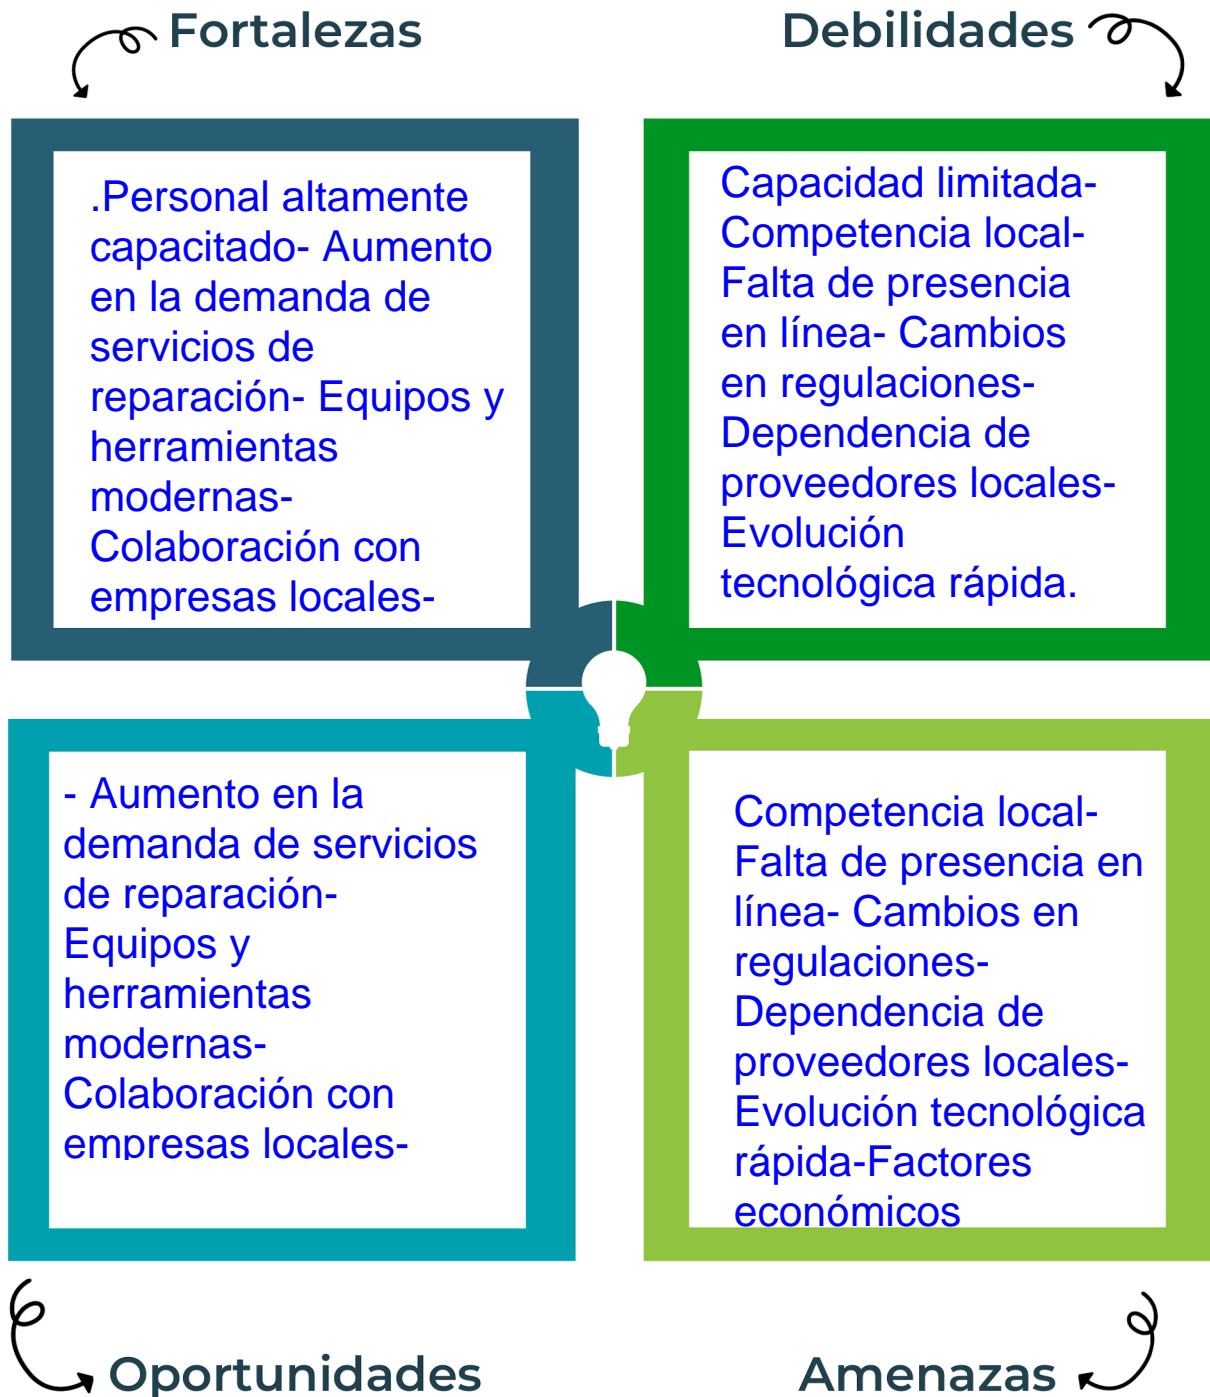 Fortalezas
.Personal altamente
capacitado- Aumento
en la demanda de
servicios de
reparación- Equipos y
herramientas
modernas-
Colaboración con
empresas locales-
Debilidades
Capacidad limitada-
Competencia local-
Falta de presencia
en línea- Cambios
en regulaciones-
Dependencia de
proveedores locales-
Evolución
tecnológica rápida.
- Aumento en la
demanda de servicios
de reparación-
Equipos y
herramientas
modernas-
Colaboración con
empresas locales-
Oportunidades
Competencia local-
Falta de presencia en
línea- Cambios en
regulaciones-
Dependencia de
proveedores locales-
Evolución tecnológica
rápida-Factores
económicos
Amenazas